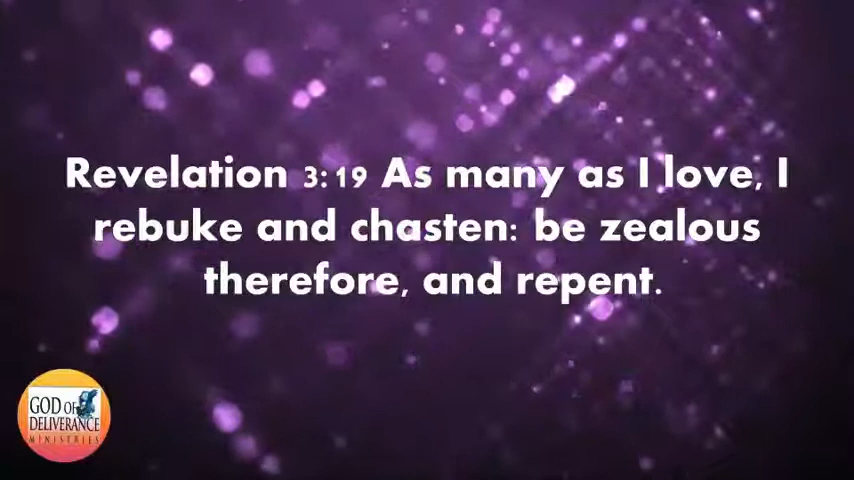 Revelation 3:19 As many as I love, I
rebuke and chasten: be zealous
therefore, and repent.
GOD OF
DELIVERANCE
MINISTRIES